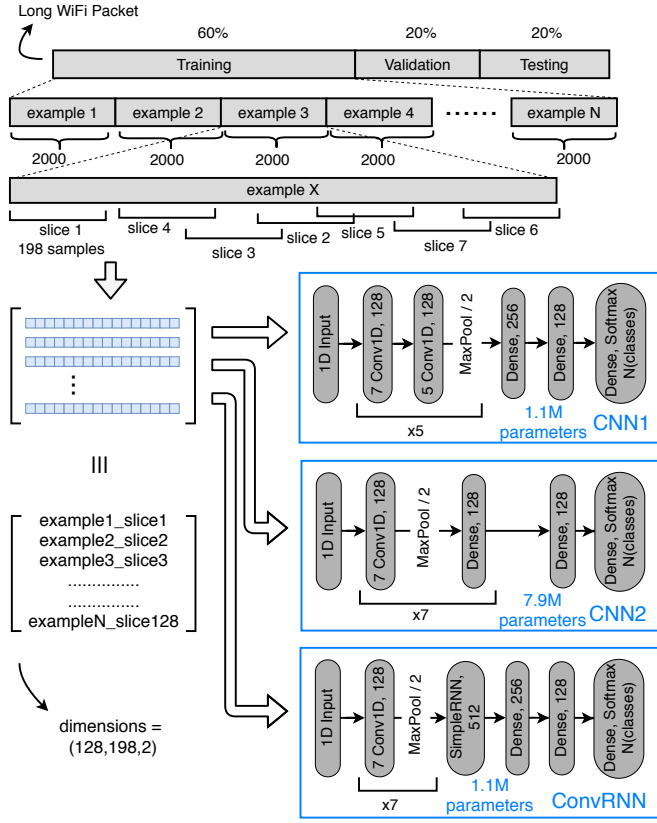 Long WiFi Packet
60%
20%
20%
Training
Validation
Testing
example 1
example 2
example 3
example 4
.......
example N
2000
2000
2000
2000
2000
example X
slice 1
slice 4
slice 3
slice 2
slice 5
slice 7
slice 6
198 samples
1D Input
7 Conv1D, 128
5 Conv1D, 128
MaxPool / 2
Dense, 256
Dense, 128
Dense, Softmax
N(classes)
x5
1.1M
parameters
CNN1
example1_slice1
example2_slice2
example3_slice3
...............
...............
exampleN_slice128
dimensions =
(128,198,2)
1D Input
7 Conv1D, 128
MaxPool / 2
Dense, 128
Dense, 128
Dense, Softmax
N(classes)
x7
7.9M
parameters
CNN2
1D Input
7 Conv1D, 128
MaxPool / 2
SimpleRNN,
512
Dense, 256
Dense, 128
Dense, Softmax
N(classes)
x7
1.1M
parameters
ConvRNN